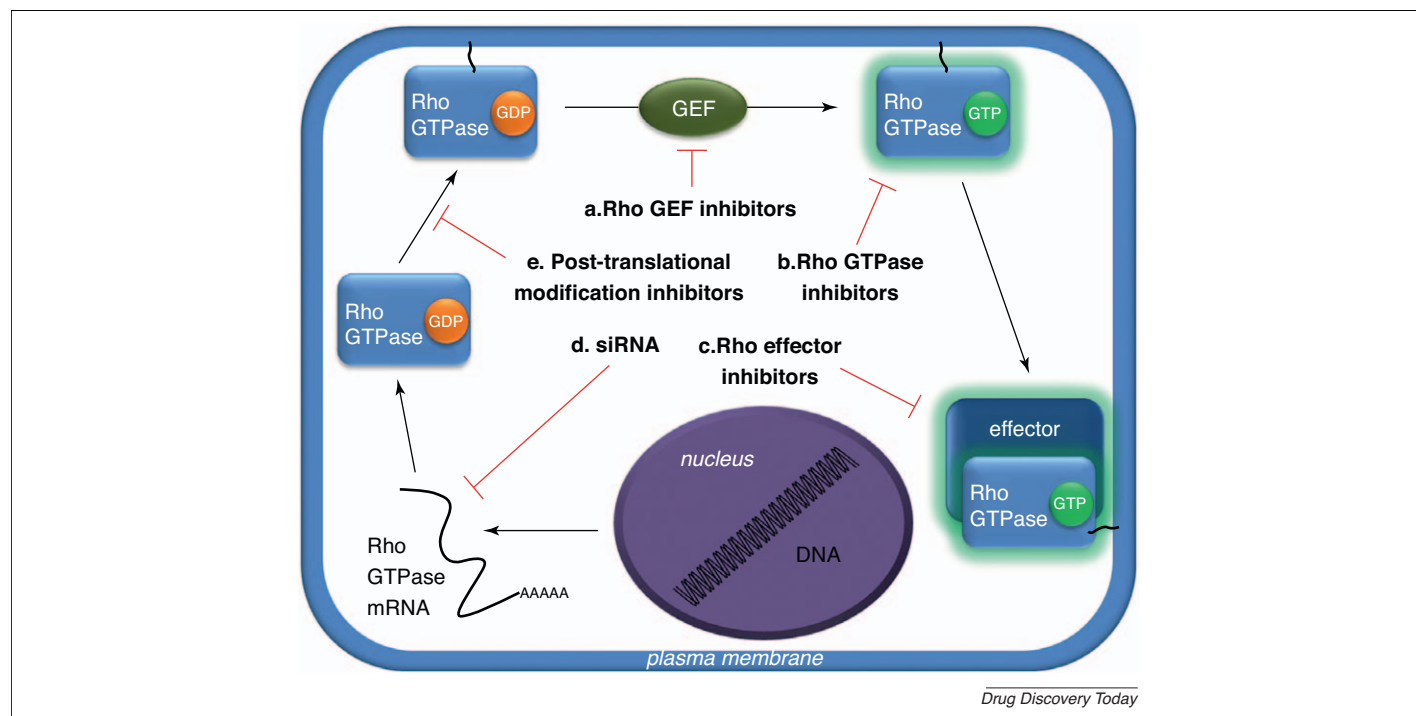 Rho
GTPase
GDP
GEF
Rho
GTPase
GTP
a.Rho GEF inhibitors
e. Post-translational
modification inhibitors
b.Rho GTPase
inhibitors
Rho
GTPase
GDP
d. siRNA
c.Rho effector
inhibitors
effector
Rho
GTPase
GTP
nucleus
DNA
Rho
GTPase
mRNA
AAAAA
plasma membrane
Drug Discovery Today